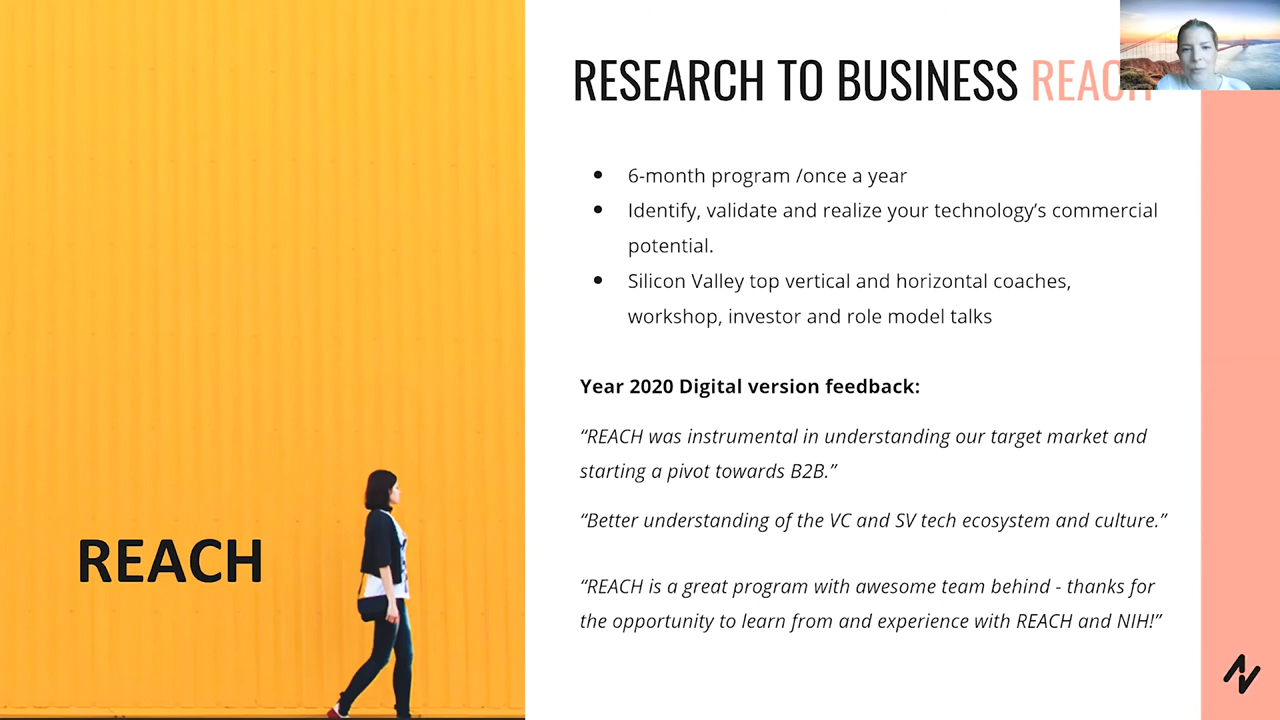 RESEARCH TO BUSINESS REACH
6-month program /once a year
Identify, validate and realize your technology’s commercial
potential.
Silicon Valley top vertical and horizontal coaches,
workshop, investor and role model talks
Year 2020 Digital version feedback:
“REACH was instrumental in understanding our target market and
starting a pivot towards B2B.”
“Better understanding of the VC and SV tech ecosystem and culture.”
“REACH is a great program with awesome team behind - thanks for
the opportunity to learn from and experience with REACH and NIH!”
REACH